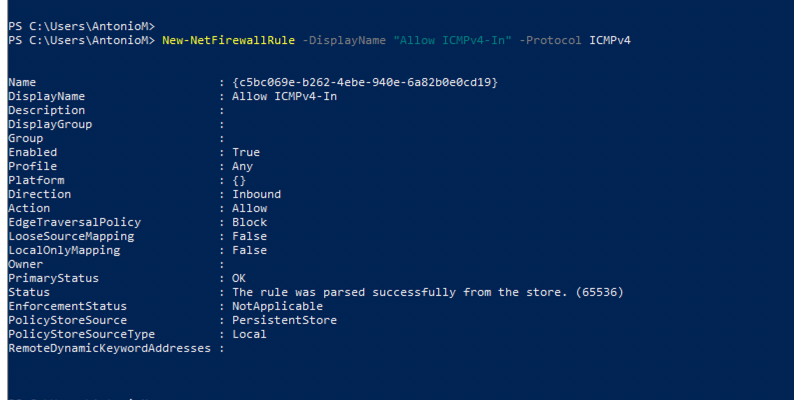 PS C:\Users\AntonioM>
PS C:\Users\AntonioM> New-NetFirewallRule -DisplayName "Allow ICMPv4-In" -Protocol ICMPv4
Name : {c5bc069e-b262-4ebe-940e-6a82b0e0cd19}
DisplayName : Allow ICMPv4-In
Description :
DisplayGroup :
Group :
Enabled : True
Profile : Any
Platform : {}
Direction : Inbound
Action : Allow
EdgeTraversalPolicy : Block
LooseSourceMapping : False
LocalOnlyMapping : False
Owner :
PrimaryStatus : OK
Status : The rule was parsed successfully from the store. (65536)
EnforcementStatus : NotApplicable
PolicyStoreSource : PersistentStore
PolicyStoreSourceType : Local
RemoteDynamicKeywordAddresses :